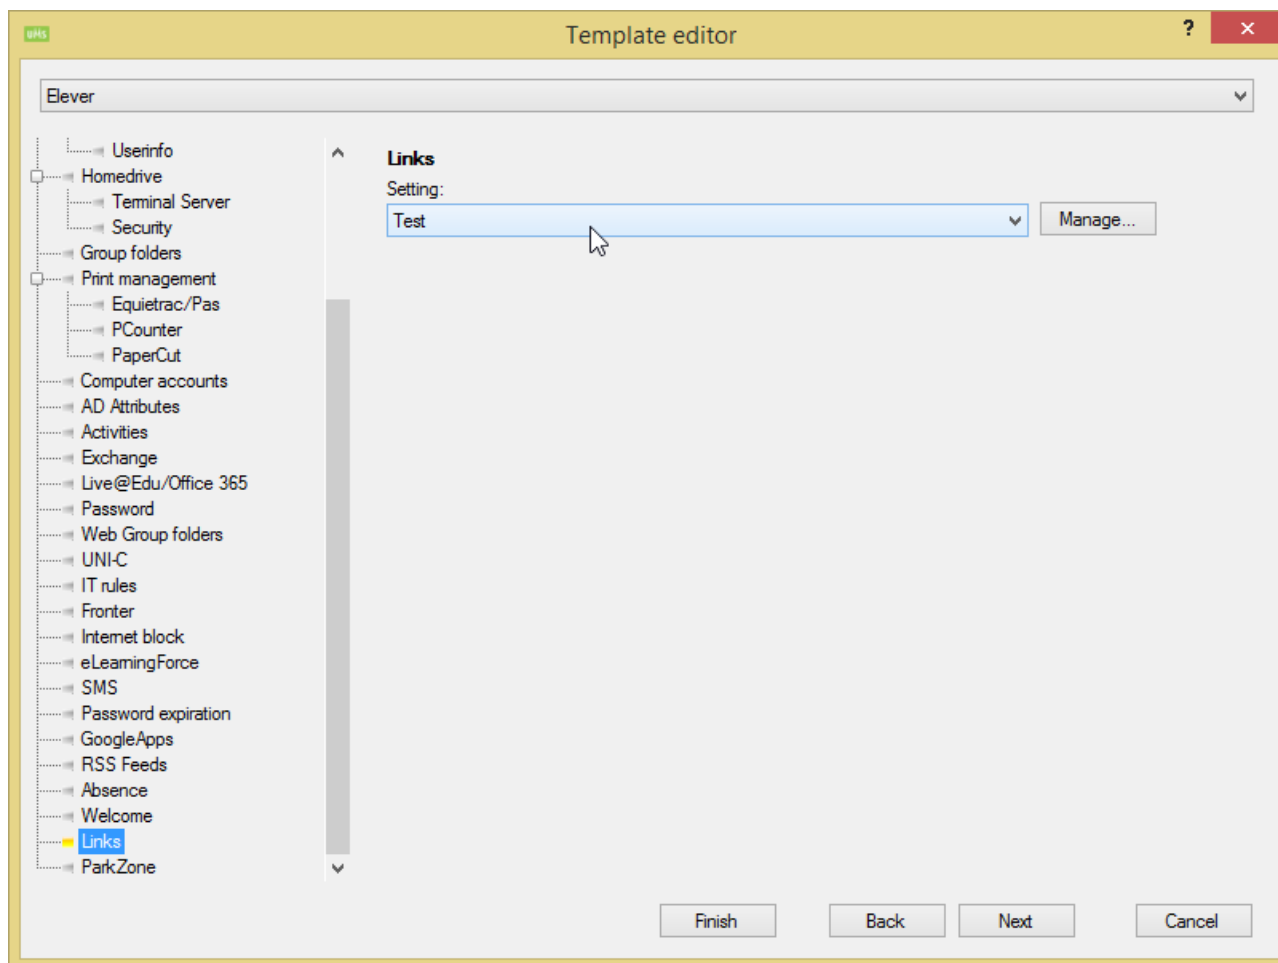 uMS
Template editor
?
Elever
Userinfo
Homedrive
Terminal Server
Security
Group folders
Print management
Equietrac/Pas
PCounter
PaperCut
Computer accounts
AD Attributes
Activities
Exchange
Live@Edu/Office 365
Password
Web Group folders
UNI-C
IT rules
Fronter
Internet block
eLearningForce
SMS
Password expiration
GoogleApps
RSS Feeds
Absence
Welcome
Links
ParkZone
Links
Setting:
Test
Manage...
Finish
Back
Next
Cancel